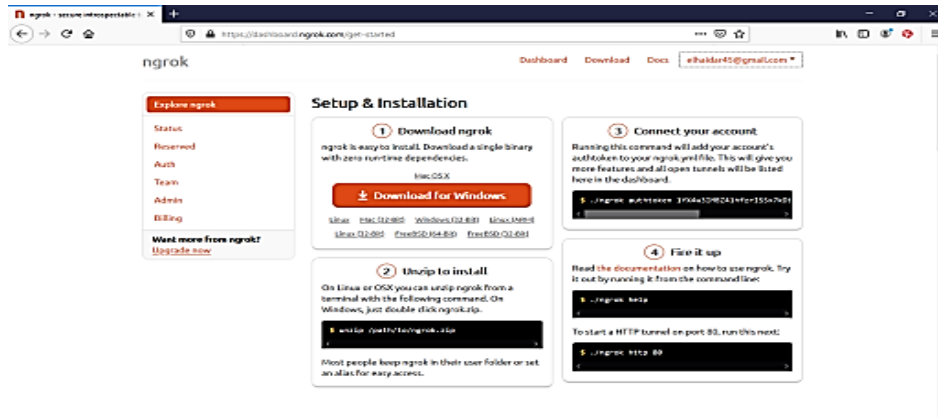 ngrok - secure introspectable t
https://dashboard.ngrok.com/get-started
ngrok
Dashboard Download Docs elhaidar45@gmail.com
Explore ngrok
Status
Reserved
Auth
Team
Admin
Billing
Want more from ngrok?
Upgrade now
Setup & Installation
1 Download ngrok
ngrok is easy to install. Download a single binary
with zero run-time dependencies.
Mac OS X
Download for Windows
Linux Mac (32-Bit) Windows (32-Bit) Linux (ARM)
Linux (32-Bit) FreeBSD (64-Bit) FreeBSD (32-Bit)
2 Unzip to install
On Linux or OSX you can unzip ngrok from a
terminal with the following command. On
Windows, just double click ngrok.zip.
$ unzip /path/to/ngrok.zip
Most people keep ngrok in their user folder or set
an alias for easy access.
3 Connect your account
Running this command will add your account's
authtoken to your ngrok.yml file. This will give you
more features and all open tunnels will be listed
here in the dashboard.
$ ./ngrok authtoken
4 Fire it up
Read the documentation on how to use ngrok. Try
it out by running it from the command line:
$ ./ngrok help
To start a HTTP tunnel on port 80, run this next:
$ ./ngrok http 80